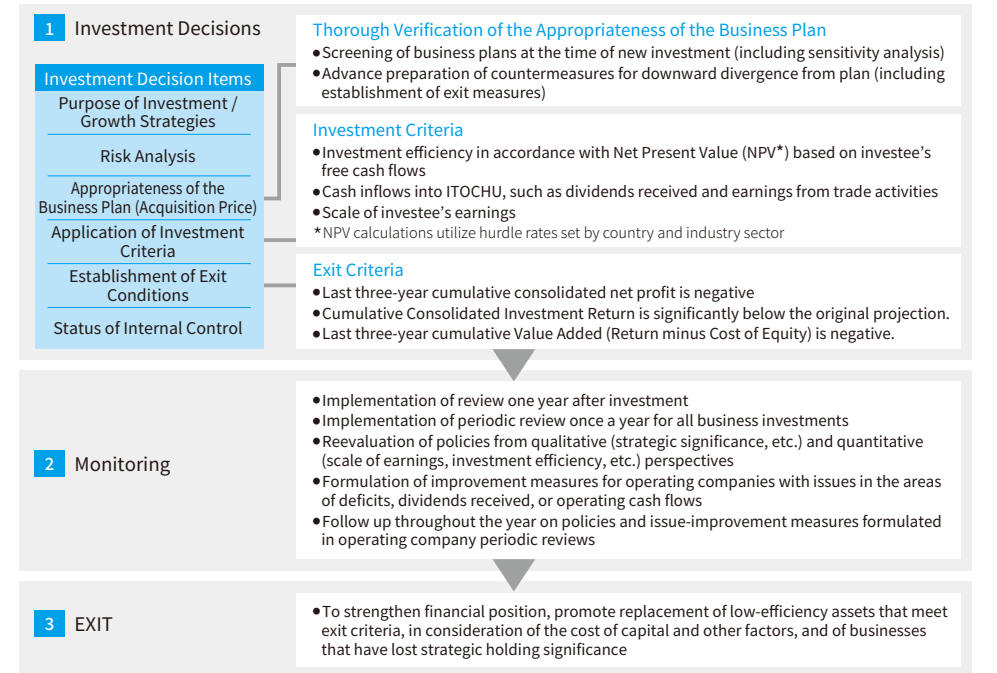 1 Investment Decisions
Investment Decision Items
Purpose of Investment /
Growth Strategies
Risk Analysis
Appropriateness of the
Business Plan (Acquisition Price)
Application of Investment
Criteria
Establishment of Exit
Conditions
Status of Internal Control
Thorough Verification of the Appropriateness of the Business Plan
●Screening of business plans at the time of new investment (including sensitivity analysis)
●Advance preparation of countermeasures for downward divergence from plan (including
establishment of exit measures)
Investment Criteria
●Investment efficiency in accordance with Net Present Value (NPV★) based on investee's
free cash flows
●Cash inflows into ITOCHU, such as dividends received and earnings from trade activities
●Scale of investee's earnings
★NPV calculations utilize hurdle rates set by country and industry sector
Exit Criteria
●Last three-year cumulative consolidated net profit is negative
●Cumulative Consolidated Investment Return is significantly below the original projection.
●Last three-year cumulative Value Added (Return minus Cost of Equity) is negative.
2 Monitoring
●Implementation of review one year after investment
●Implementation of periodic review once a year for all business investments
●Reevaluation of policies from qualitative (strategic significance, etc.) and quantitative
(scale of earnings, investment efficiency, etc.) perspectives
●Formulation of improvement measures for operating companies with issues in the areas
of deficits, dividends received, or operating cash flows
●Follow up throughout the year on policies and issue-improvement measures formulated
in operating company periodic reviews
3 EXIT
●To strengthen financial position, promote replacement of low-efficiency assets that meet
exit criteria, in consideration of the cost of capital and other factors, and of businesses
that have lost strategic holding significance